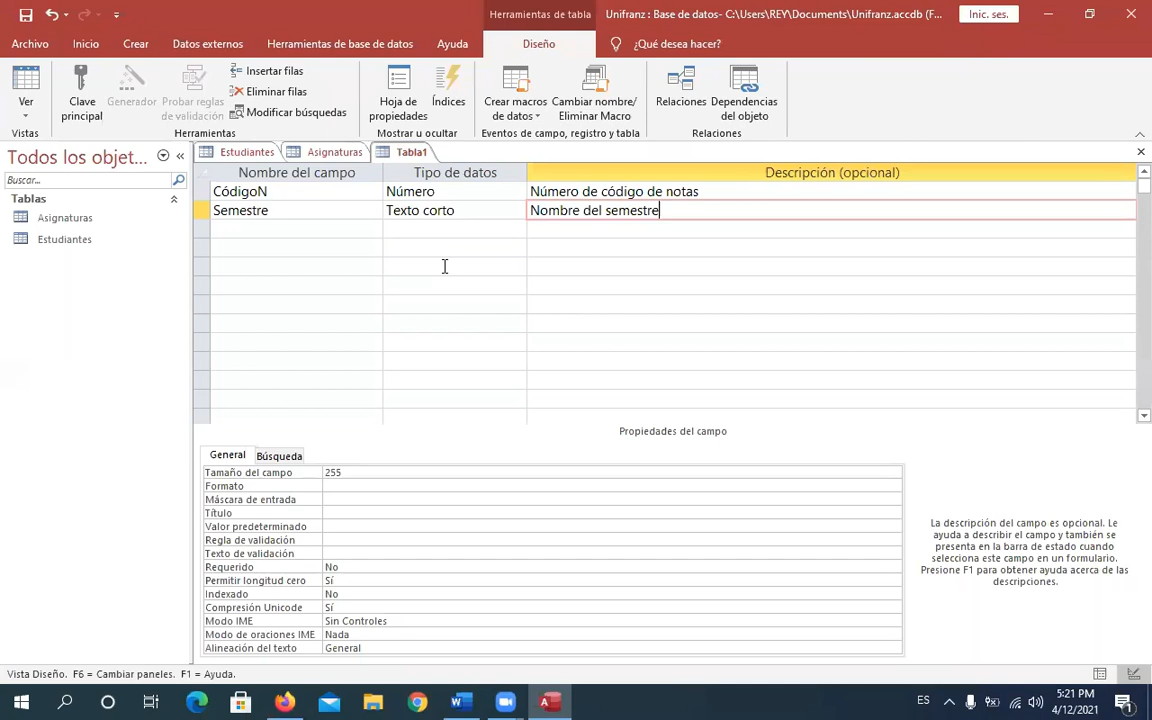 Herramientas de tabla
Unifranz : Base de datos- C:\Users\REY\Documents\Unifranz.accdb (F...
Inic. ses.
Archivo
Inicio
Crear
Datos externos
Herramientas de base de datos
Ayuda
Diseño
¿Qué desea hacer?
Ver
Clave principal
Generador
Probar reglas de validación
Insertar filas
Eliminar filas
Modificar búsquedas
Hoja de propiedades
Índices
Crear macros de datos
Cambiar nombre/ Eliminar Macro
Relaciones
Dependencias del objeto
Vistas
Herramientas
Mostrar u ocultar
Eventos de campo, registro y tabla
Relaciones
Todos los objet...
Buscar...
Tablas
Asignaturas
Estudiantes
Estudiantes
Asignaturas
Tabla1
Nombre del campo
Tipo de datos
Descripción (opcional)
CódigoN
Número
Número de código de notas
Semestre
Texto corto
Nombre del semestre
Propiedades del campo
General
Búsqueda
Tamaño del campo 255
Formato
Máscara de entrada
Título
Valor predeterminado
Regla de validación
Texto de validación
Requerido No
Permitir longitud cero Sí
Indexado No
Compresión Unicode Sí
Modo IME Sin Controles
Modo de oraciones IME Nada
Alineación del texto General
La descripción del campo es opcional. Le
ayuda a describir el campo y también se
presenta en la barra de estado cuando
selecciona este campo en un formulario.
Presione F1 para obtener ayuda acerca de las
descripciones.
Vista Diseño. F6 = Cambiar paneles. F1 = Ayuda.
ES
5:21 PM
4/12/2021
1